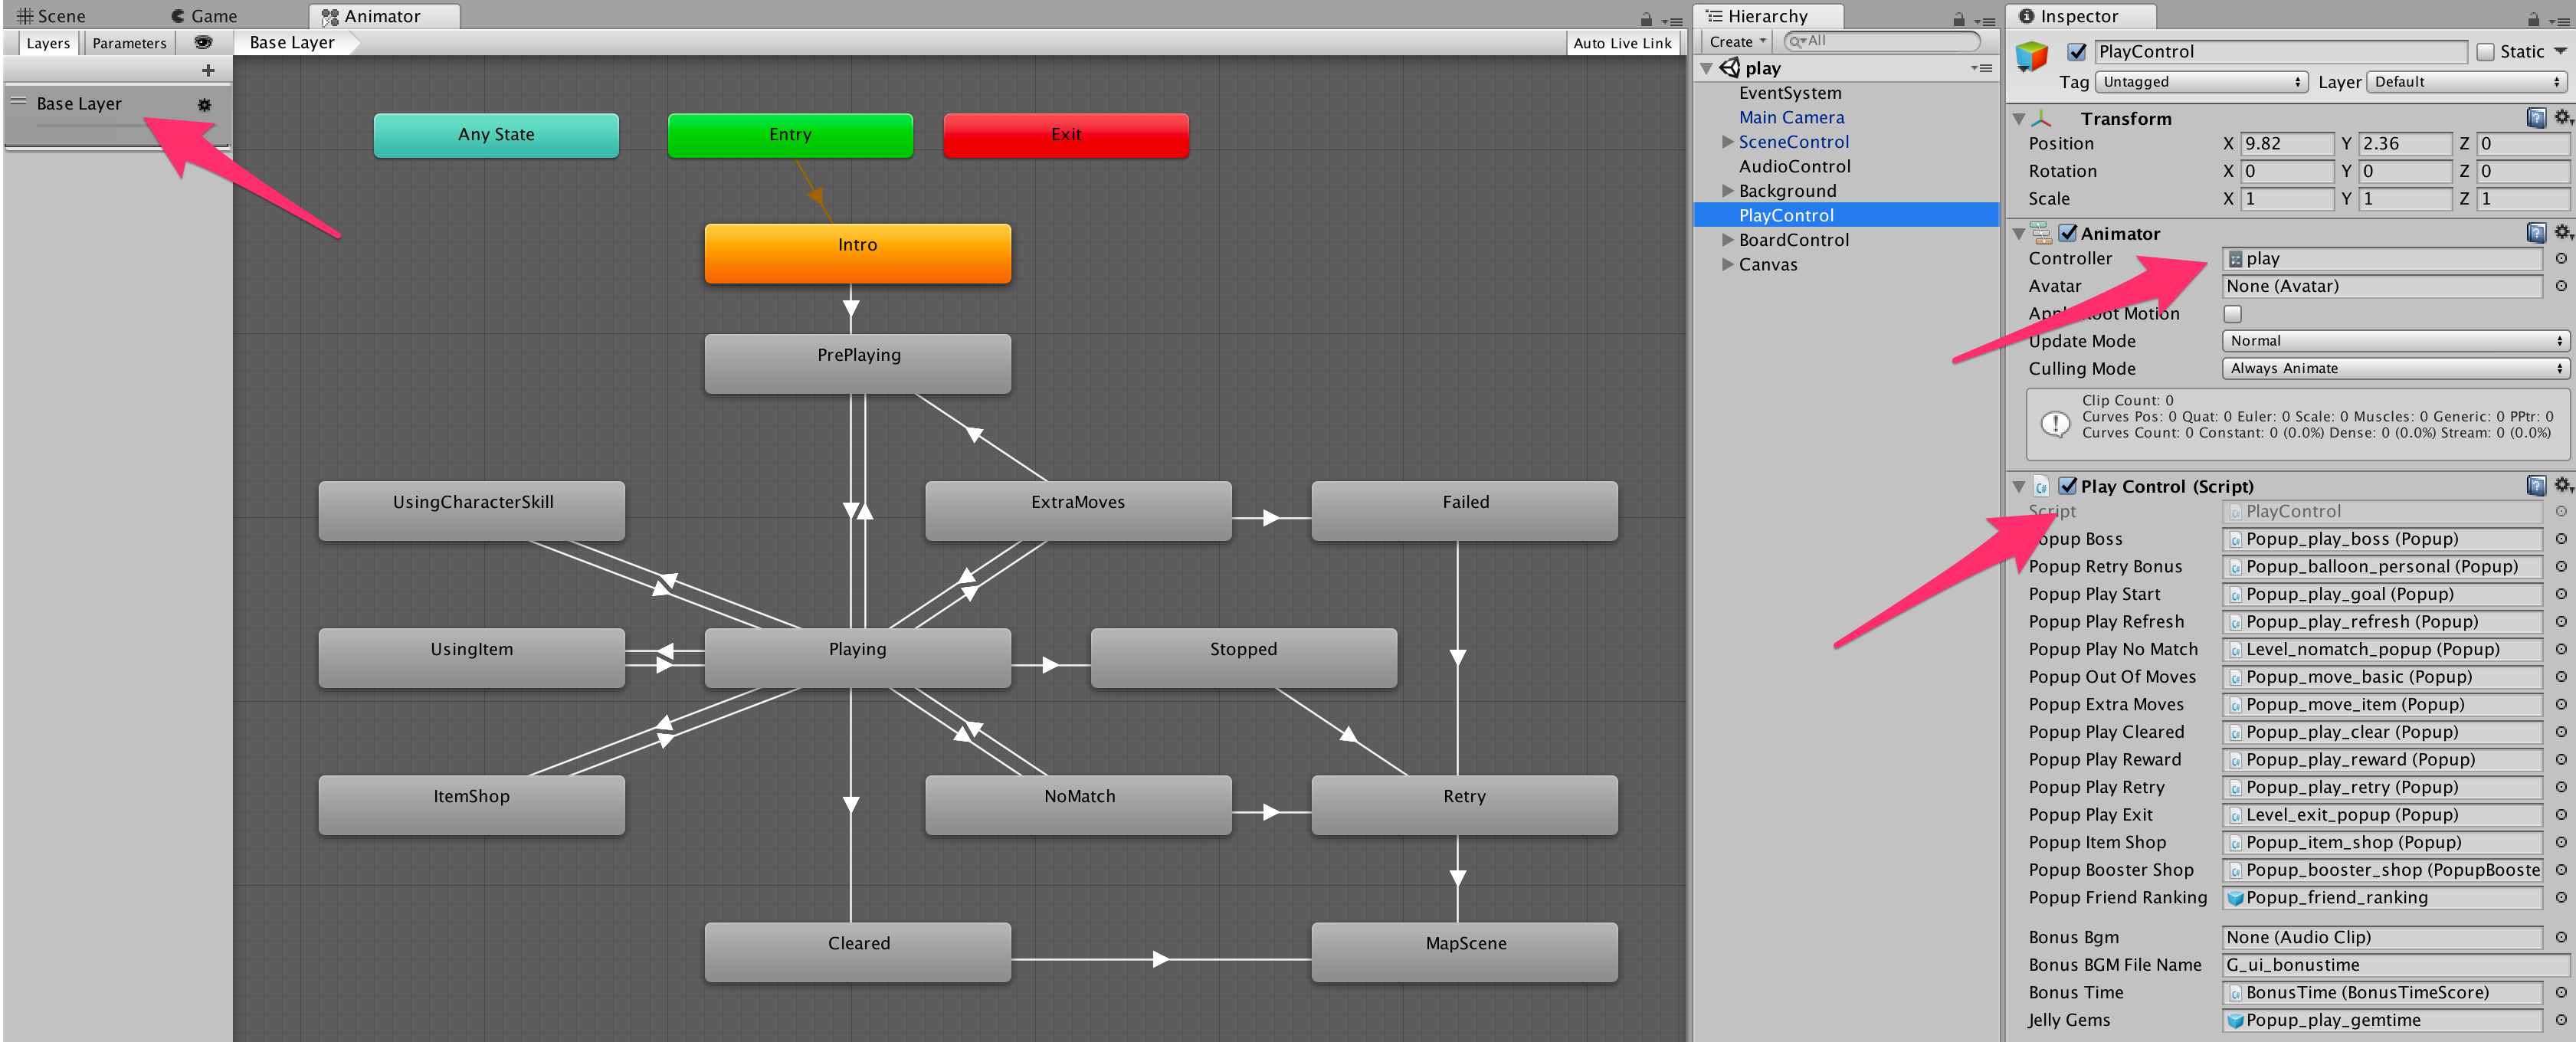 Scene
Game
Animator
Layers
Parameters
Base Layer
Auto Live Link
Base Layer
Any State
Entry
Exit
Intro
PrePlaying
UsingCharacterSkill
ExtraMoves
Failed
UsingItem
Playing
Stopped
ItemShop
NoMatch
Retry
Cleared
MapScene
Hierarchy
Create
All
play
EventSystem
Main Camera
SceneControl
AudioControl
Background
PlayControl
BoardControl
Canvas
Inspector
PlayControl Static
Tag Untagged Layer Default
Transform
Position X 9.82 Y 2.36 Z 0
Rotation X 0 Y 0 Z 0
Scale X 1 Y 1 Z 1
Animator
Controller play
Avatar None (Avatar)
Root Motion
Update Mode Normal
Culling Mode Always Animate
Clip Count: 0
Curves Pos: 0 Quat: 0 Euler: 0 Scale: 0 Muscles: 0 Generic: 0 PPtr: 0
Curves Count: 0 Constant: 0 (0.0%) Dense: 0 (0.0%) Stream: 0 (0.0%)
Play Control (Script)
Script PlayControl
Popup Boss Popup_play_boss (Popup)
Popup Retry Bonus Popup_balloon_personal (Popup)
Popup Play Start Popup_play_goal (Popup)
Popup Play Refresh Popup_play_refresh (Popup)
Popup Play No Match Level_nomatch_popup (Popup)
Popup Out Of Moves Popup_move_basic (Popup)
Popup Extra Moves Popup_move_item (Popup)
Popup Play Cleared Popup_play_clear (Popup)
Popup Play Reward Popup_play_reward (Popup)
Popup Play Retry Popup_play_retry (Popup)
Popup Play Exit Level_exit_popup (Popup)
Popup Item Shop Popup_item_shop (Popup)
Popup Booster Shop Popup_booster_shop (PopupBooste
Popup Friend Ranking Popup_friend_ranking
Bonus Bgm None (Audio Clip)
Bonus BGM File Name G_ui_bonustime
Bonus Time BonusTime (BonusTimeScore)
Jelly Gems Popup_play_gemtime